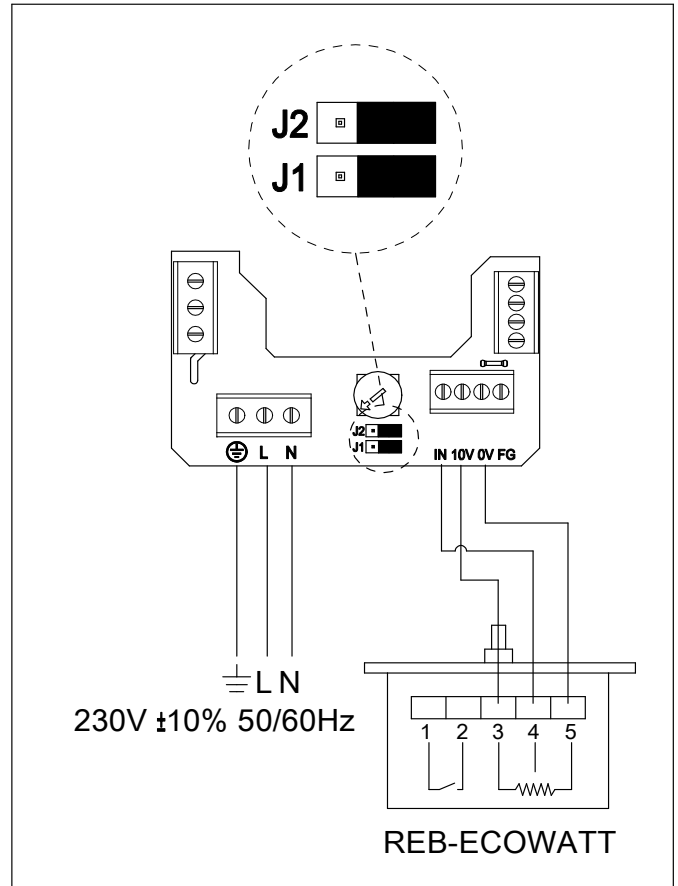 J2
J1
J2
J1
L N
IN 10V 0V FG
L N
230V ±10% 50/60Hz
1 2 3 4 5
REB-ECOWATT